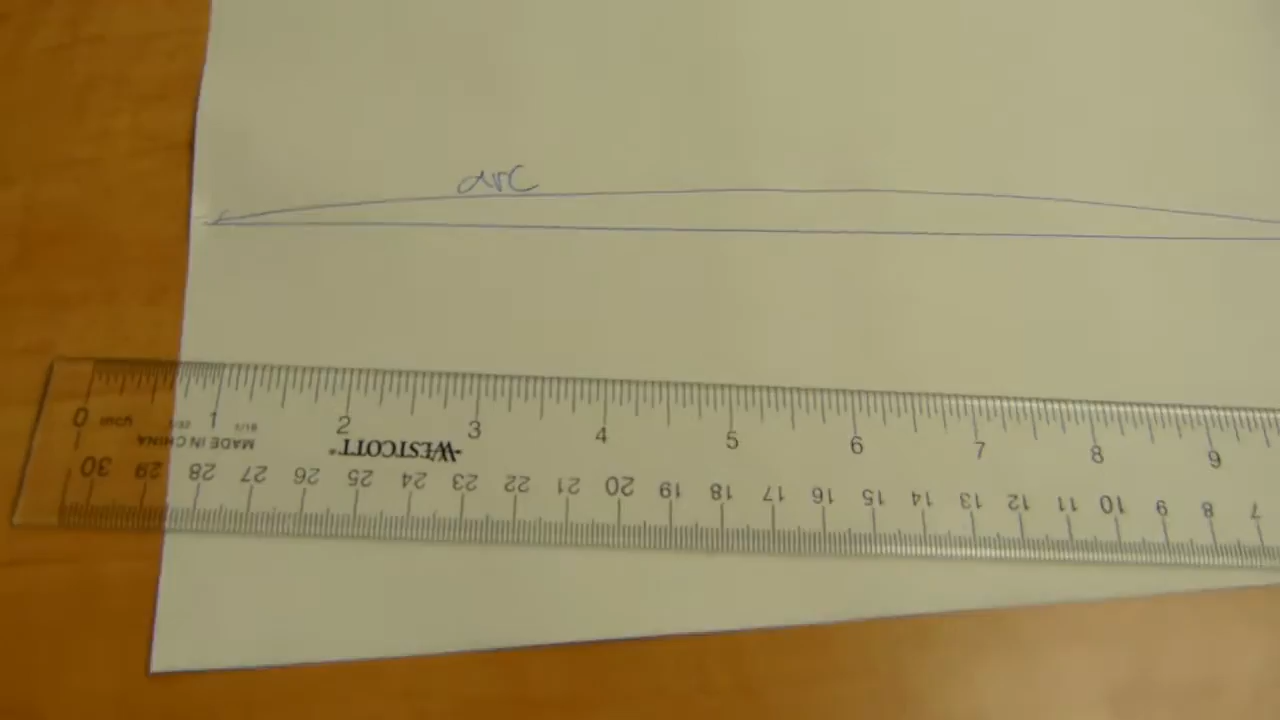 arc
0 inch 1 2 3 4 5 6 7 8 9
MADE IN CHINA
WESTCOTT®
30 29 28 27 26 25 24 23 22 21 20 19 18 17 16 15 14 13 12 11 10 9 8 7